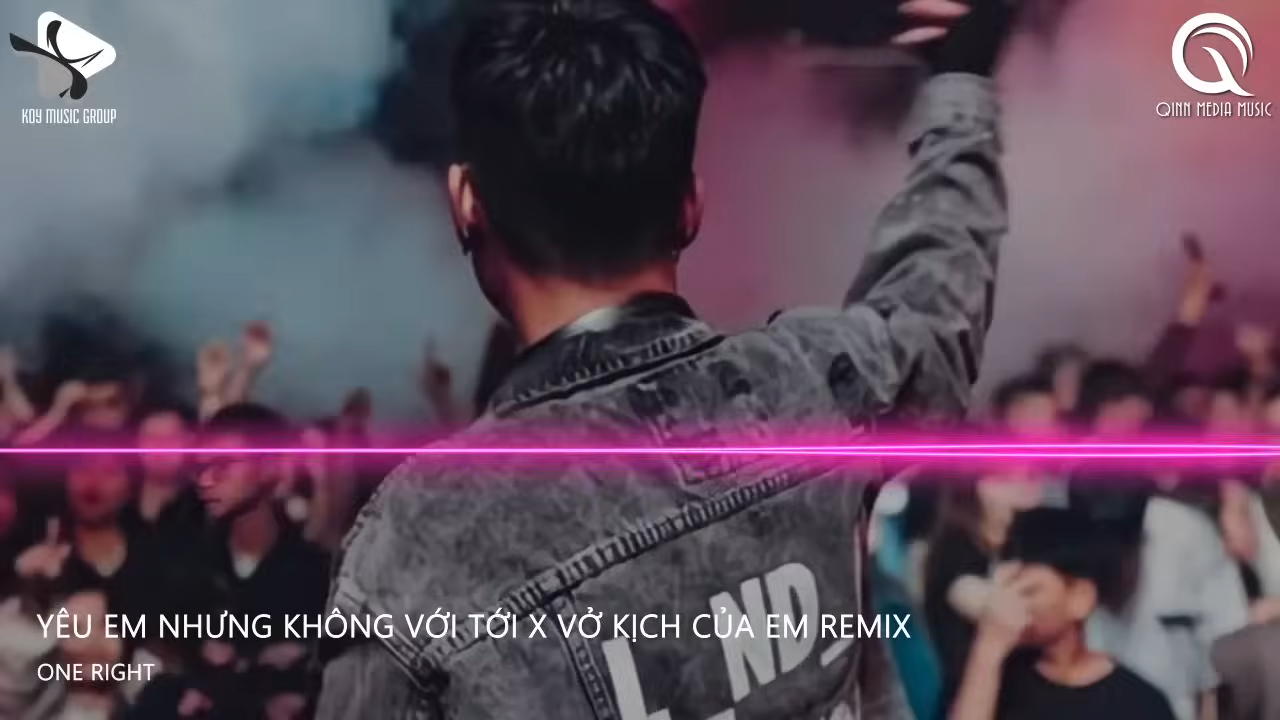 KOY MUSIC GROUP
QINN MEDIA MUSIC
ND_
YÊU EM NHƯNG KHÔNG VỚI TỚI X VỞ KỊCH CỦA EM REMIX
ONE RIGHT